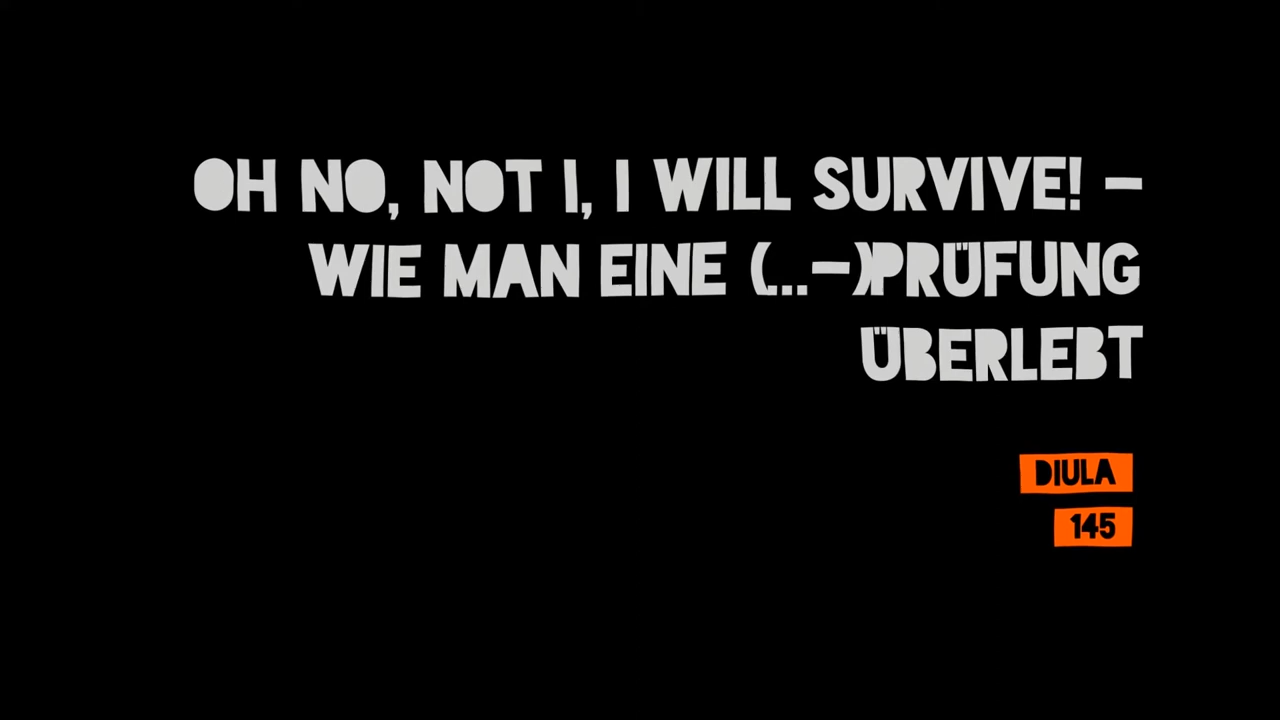 OH NO, NOT I, I WILL SURVIVE! –
WIE MAN EINE (...–)PRÜFUNG
ÜBERLEBT
DIULA
145